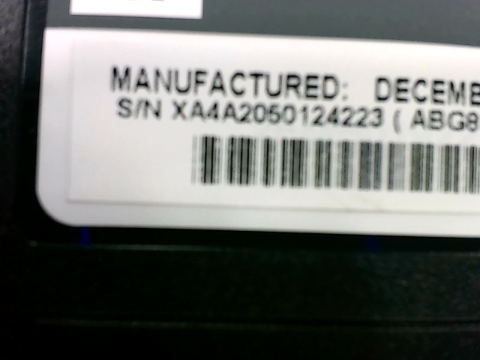 MANUFACTURED: DECEMB
S/N XA4A2050124223 ( ABG8